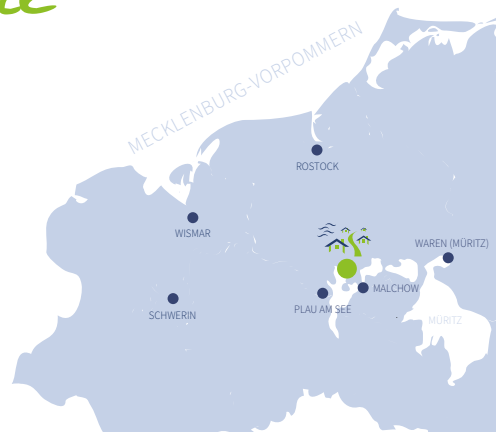 MECKLENBURG-VORPOMMERN
ROSTOCK
WISMAR
WAREN (MÜRITZ)
MALCHOW
PLAU AM SEE
SCHWERIN
MÜRITZ